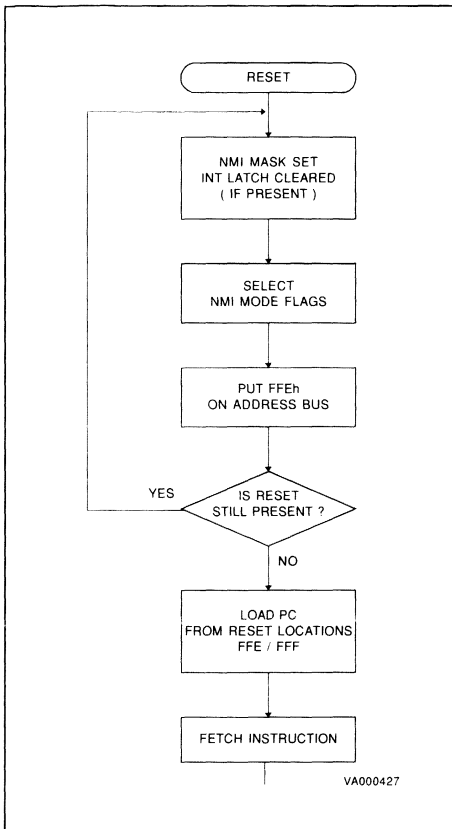 RESET
NMI MASK SET
INT LATCH CLEARED
( IF PRESENT )
SELECT
NMI MODE FLAGS
PUT FFEh
ON ADDRESS BUS
YES
IS RESET
STILL PRESENT ?
NO
LOAD PC
FROM RESET LOCATIONS
FFE / FFF
FETCH INSTRUCTION
VA000427